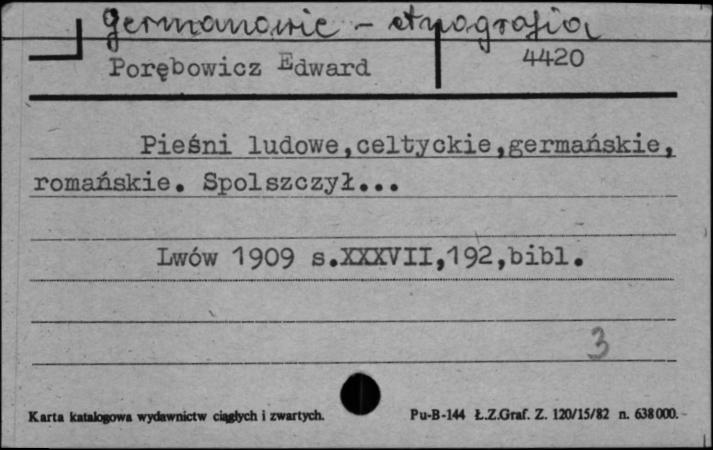 Germanowie - etnografia
Porębowicz Edward 4420
Pieśni ludowe,celtyckie,germańskie,
romańskie. Spolszczył...
Lwów 1909 s.XXXVII,192,bibl.
3
Karta katalogowa wydawnictw ciągłych i zwartych. Pu-B-144 Ł.Z.Graf. Z. 120/15/82 n. 638000.